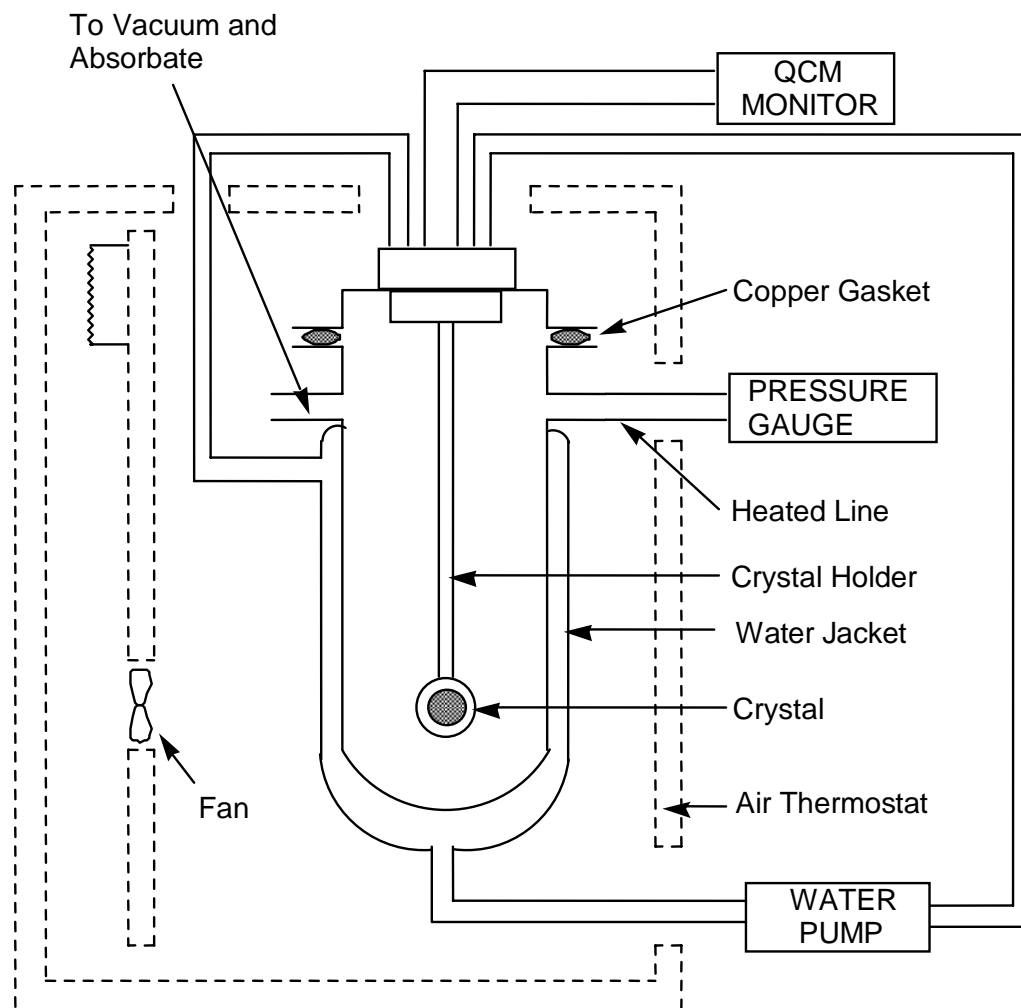 To Vacuum and
Absorbate
QCM
MONITOR
Copper Gasket
PRESSURE
GAUGE
Heated Line
Crystal Holder
Water Jacket
Crystal
Fan
Air Thermostat
WATER
PUMP